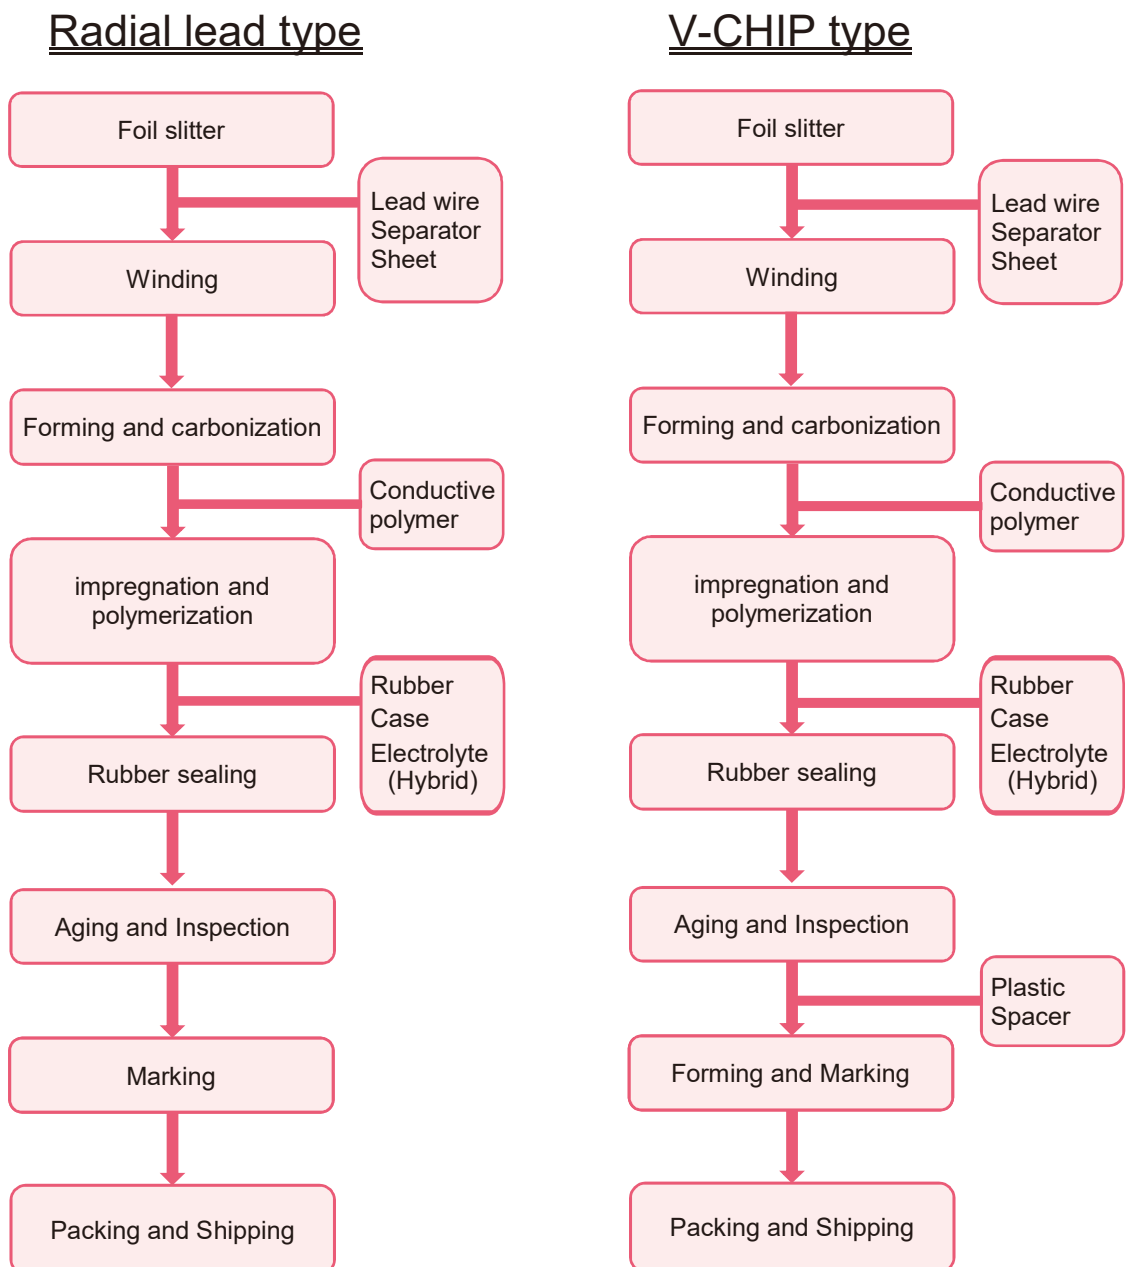 Radial lead type
Foil slitter
Lead wire
Separator
Sheet
Winding
Forming and carbonization
Conductive
polymer
impregnation and
polymerization
Rubber
Case
Electrolyte
(Hybrid)
Rubber sealing
Aging and Inspection
Marking
Packing and Shipping
V-CHIP type
Foil slitter
Lead wire
Separator
Sheet
Winding
Forming and carbonization
Conductive
polymer
impregnation and
polymerization
Rubber
Case
Electrolyte
(Hybrid)
Rubber sealing
Aging and Inspection
Plastic
Spacer
Forming and Marking
Packing and Shipping